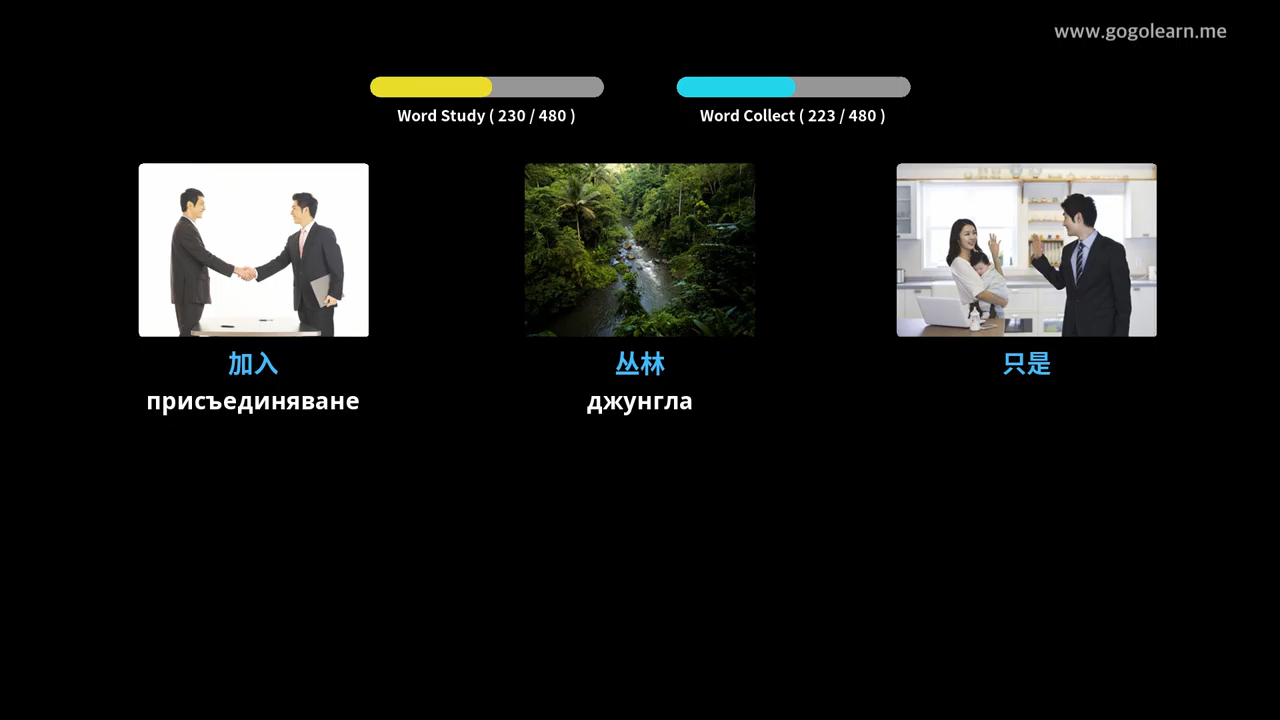 www.gogolearn.me
Word Study ( 230 / 480 )
Word Collect ( 223 / 480 )
加入
присъединяване
丛林
джунгла
只是